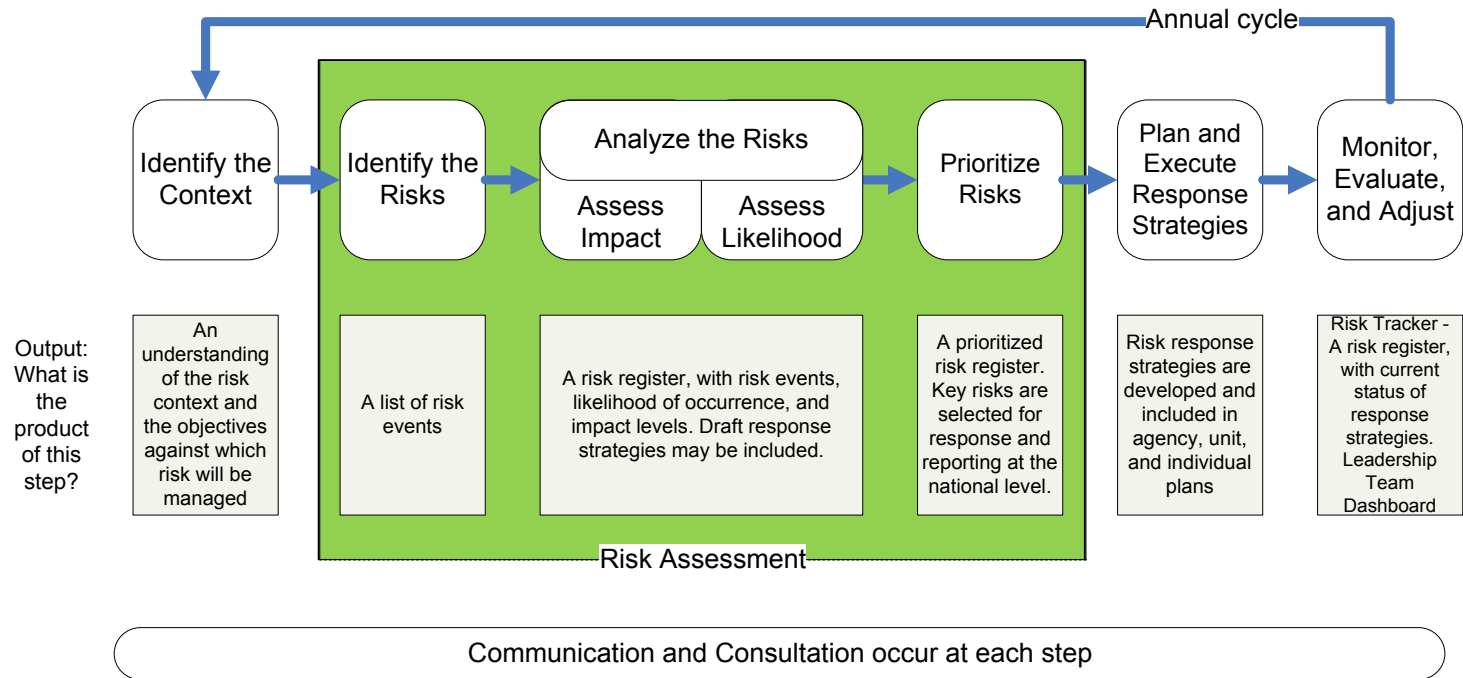 Annual cycle
Identify the
Context
Identify the
Risks
Analyze the Risks
Assess
Impact
Assess
Likelihood
Prioritize
Risks
Plan and
Execute
Response
Strategies
Monitor,
Evaluate,
and Adjust
Output:
What is
the
product
of this
step?
An
understanding
of the risk
context and
the objectives
against which
risk will be
managed
A list of risk
events
A risk register, with risk events,
likelihood of occurrence, and
impact levels. Draft response
strategies may be included.
A prioritized
risk register.
Key risks are
selected for
response and
reporting at the
national level.
Risk response
strategies are
developed and
included in
agency, unit,
and individual
plans
Risk Tracker -
A risk register,
with current
status of
response
strategies.
Leadership
Team
Dashboard
Risk Assessment
Communication and Consultation occur at each step